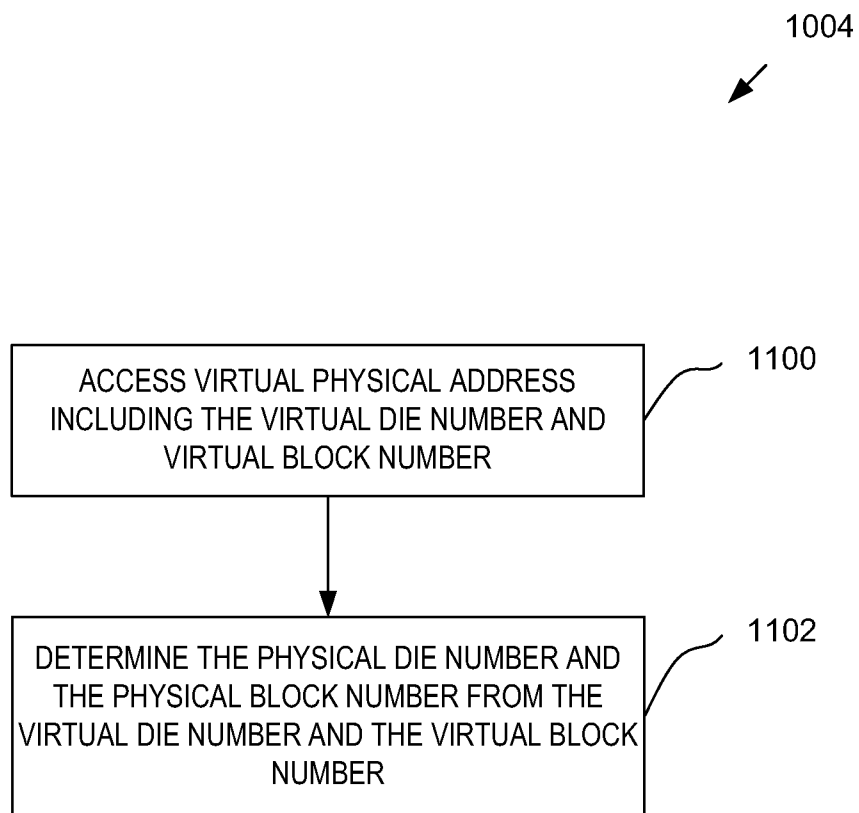 1004
ACCESS VIRTUAL PHYSICAL ADDRESS
INCLUDING THE VIRTUAL DIE NUMBER AND
VIRTUAL BLOCK NUMBER
1100
DETERMINE THE PHYSICAL DIE NUMBER AND
THE PHYSICAL BLOCK NUMBER FROM THE
VIRTUAL DIE NUMBER AND THE VIRTUAL BLOCK
NUMBER
1102